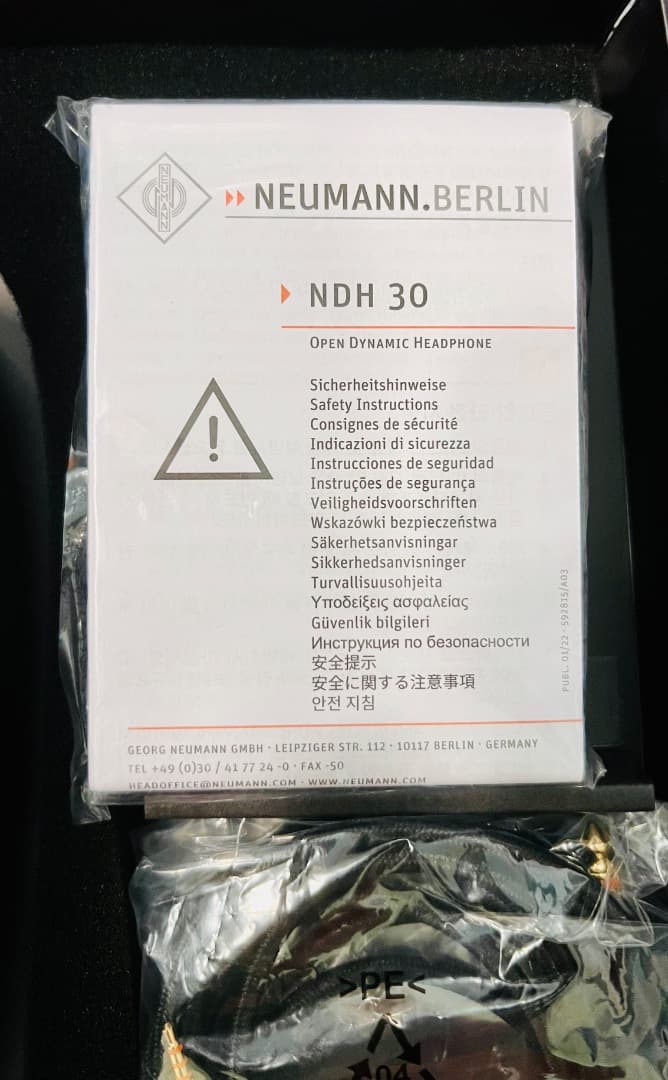 NEUMANN
NEUMANN.BERLIN
NDH 30
OPEN DYNAMIC HEADPHONE
Sicherheitshinweise
Safety Instructions
Consignes de sécurité
Indicazioni di sicurezza
Instrucciones de seguridad
Instruções de segurança
Veiligheidsvoorschriften
Wskazówki bezpieczeństwa
Säkerhetsanvisningar
Sikkerhedsanvisninger
Turvallisuusohjeita
Υποδείξεις ασφαλείας
Güvenlik bilgileri
Инструкция по безопасности
安全提示
安全に関する注意事項
안전 지침
PUBL. 01/22 · 592815/A03
GEORG NEUMANN GMBH · LEIPZIGER STR. 112 · 10117 BERLIN · GERMANY
TEL +49 (0)30 / 41 77 24 -0 · FAX -50
HEADOFFICE@NEUMANN.COM · WWW.NEUMANN.COM
>PE<
04